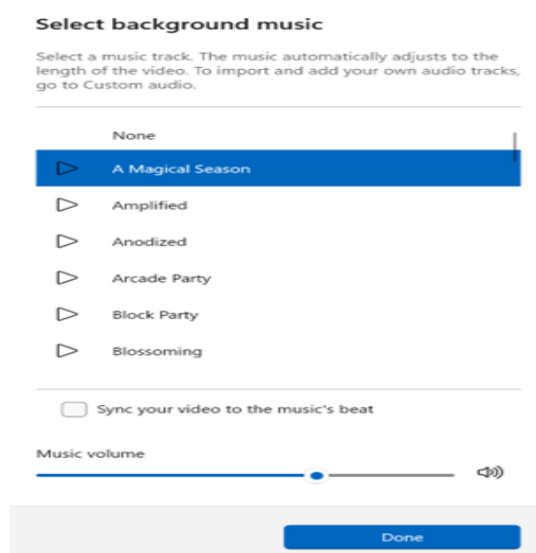 Select background music
Select a music track. The music automatically adjusts to the
length of the video. To import and add your own audio tracks,
go to Custom audio.
None
A Magical Season
Amplified
Anodized
Arcade Party
Block Party
Blossoming
Sync your video to the music's beat
Music volume
Done